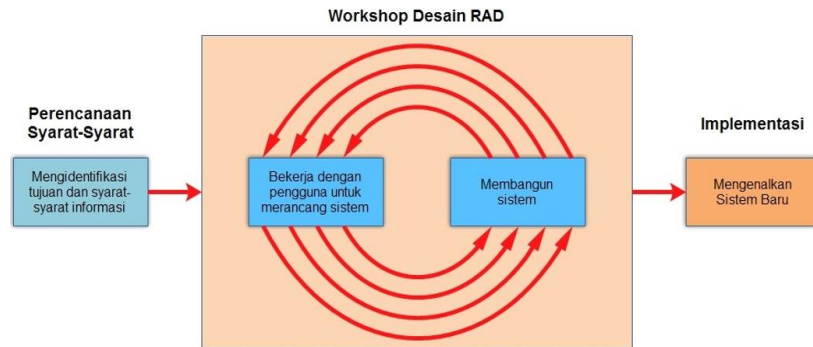 Workshop Desain RAD
Perencanaan
Syarat-Syarat
Mengidentifikasi
tujuan dan syarat-
syarat informasi
Bekerja dengan
pengguna untuk
merancang sistem
Membangun
sistem
Implementasi
Mengenalkan
Sistem Baru